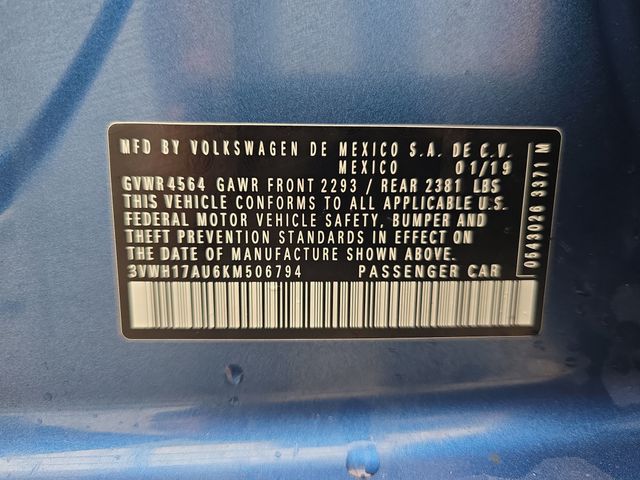 MFD BY VOLKSWAGEN DE MEXICO S.A. DE C.V.
MEXICO 01/19
GVWR 4564 GAWR FRONT 2293 / REAR 2381 LBS
THIS VEHICLE CONFORMS TO ALL APPLICABLE U.S.
FEDERAL MOTOR VEHICLE SAFETY, BUMPER AND
THEFT PREVENTION STANDARDS IN EFFECT ON
THE DATE OF MANUFACTURE SHOWN ABOVE.
3VWH17AU6KM506794 PASSENGER CAR
0543026 3371 M